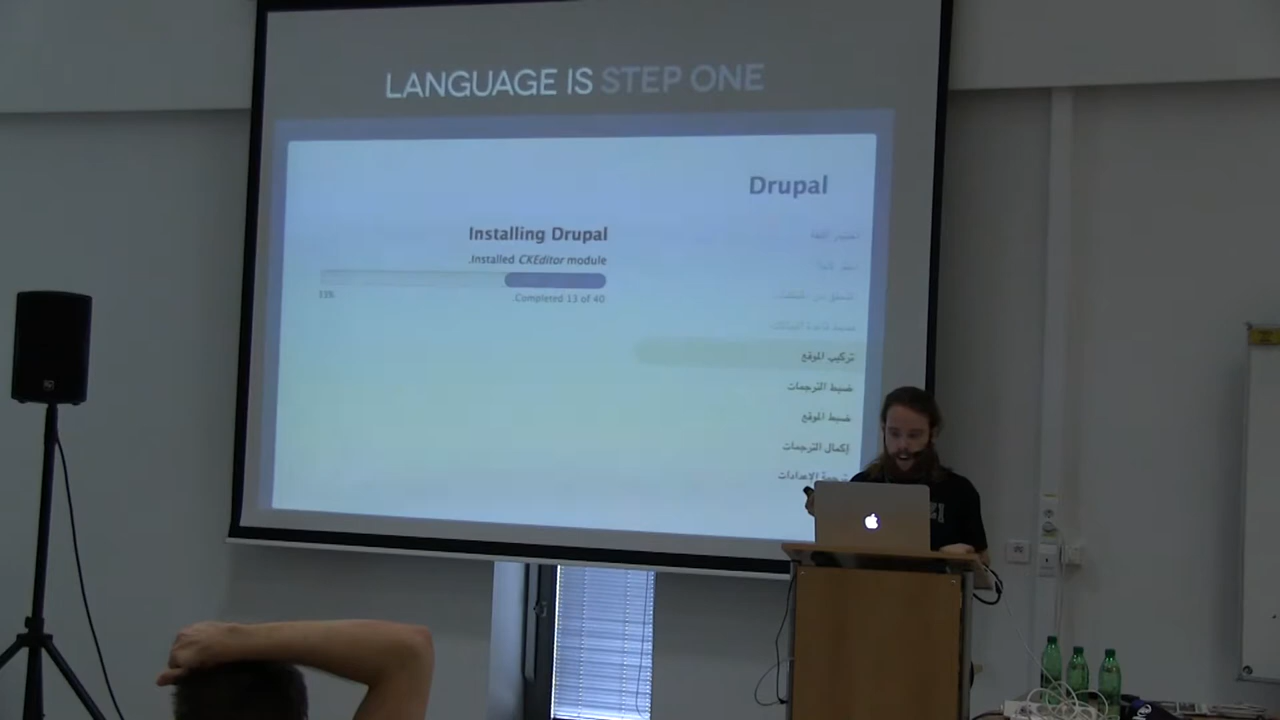 LANGUAGE IS STEP ONE
Drupal
Installing Drupal
.Installed CKEditor module
33%
Completed 13 of 40
تركيب الموقع
ضبط الترجمات
ضبط الموقع
إكمال الترجمات